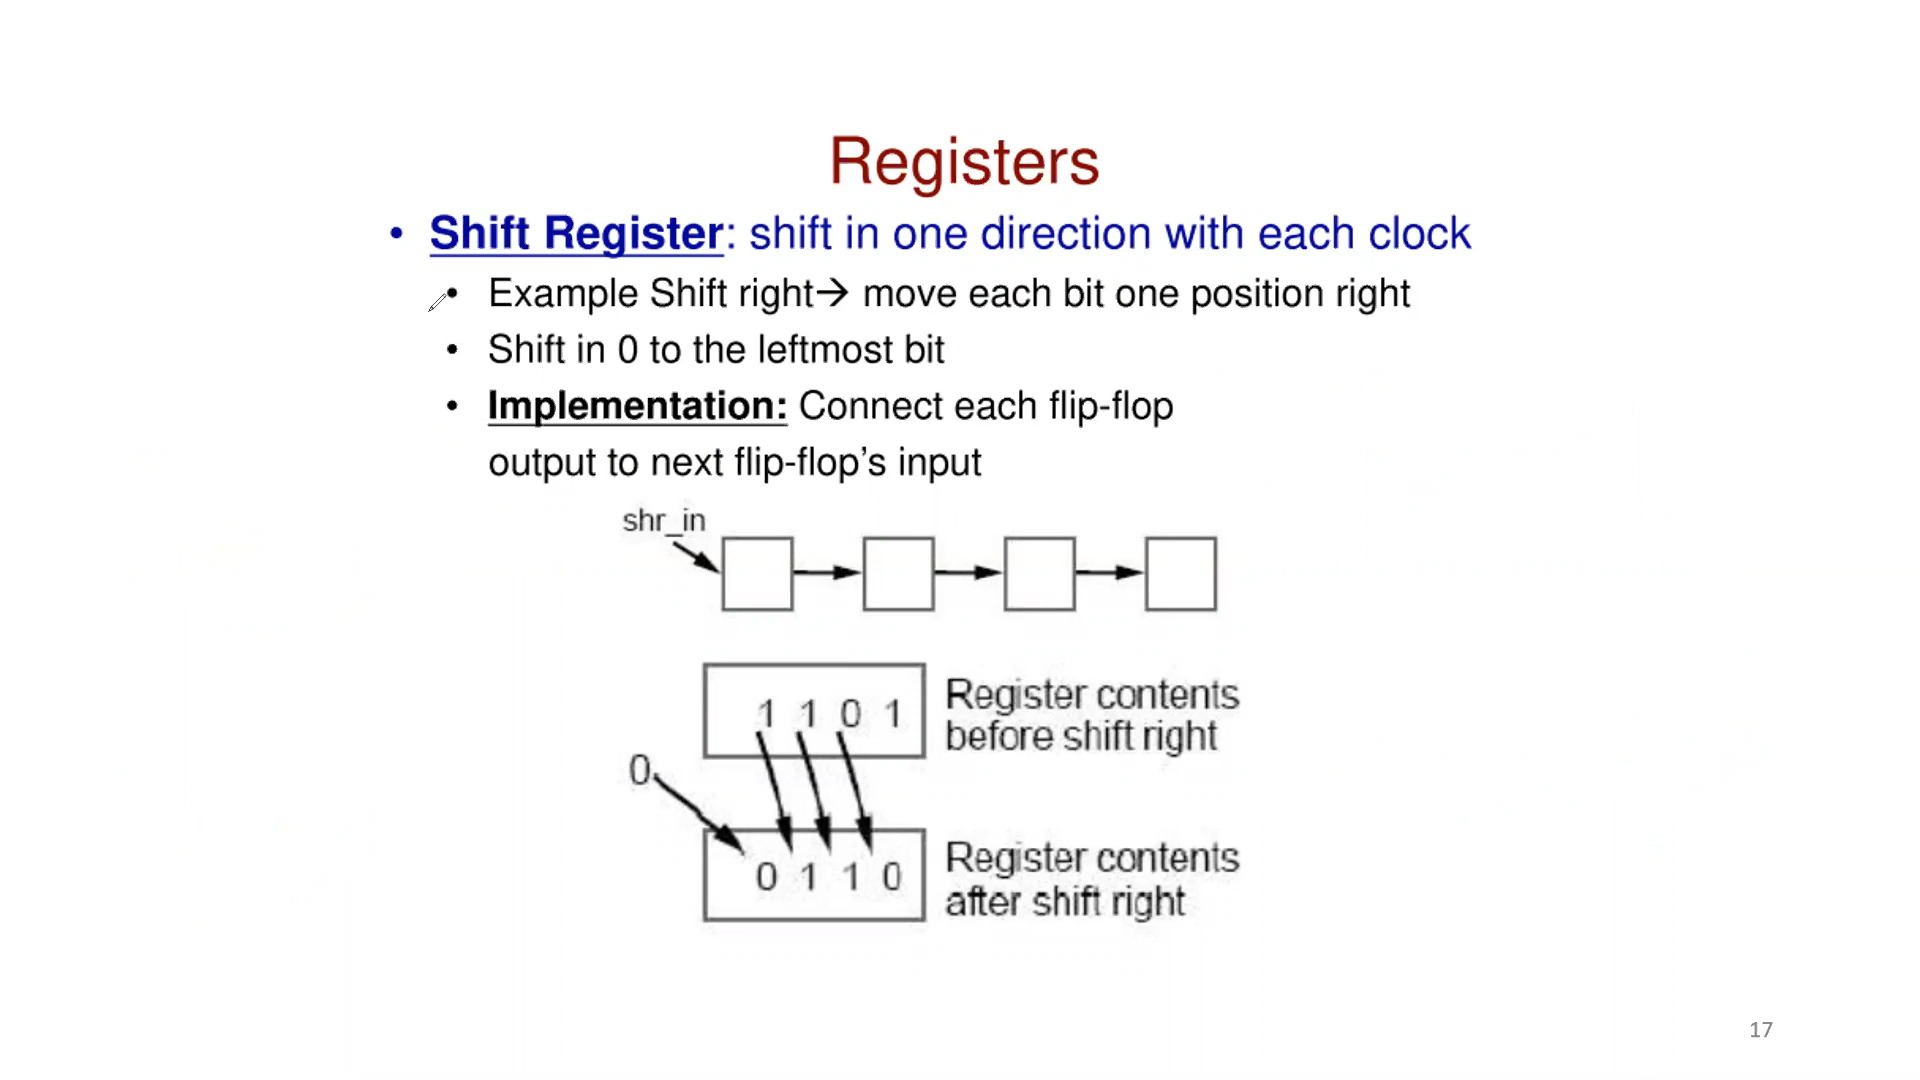 Registers
• Shift Register: shift in one direction with each clock
• Example Shift right→ move each bit one position right
• Shift in 0 to the leftmost bit
• Implementation: Connect each flip-flop
output to next flip-flop’s input
shr_in
1 1 0 1
Register contents
before shift right
0
0 1 1 0
Register contents
after shift right
17